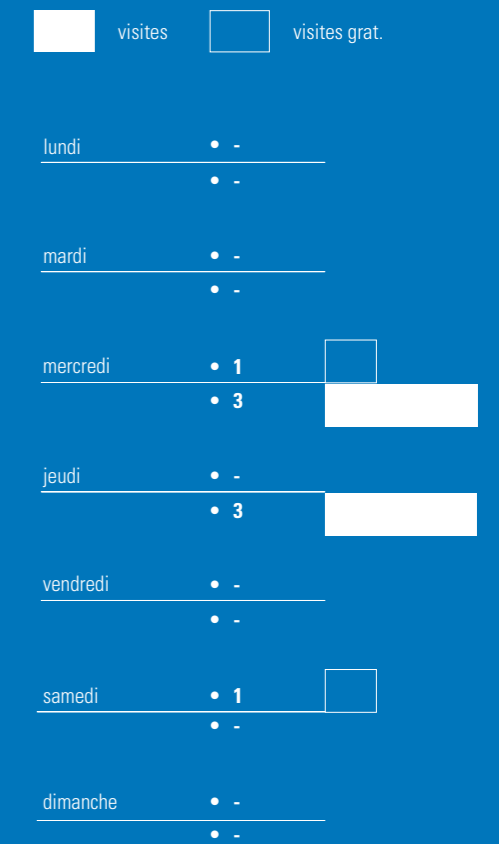 visites visites grat.
lundi • -
• -
mardi • -
• -
mercredi • 1
• 3
jeudi • -
• 3
vendredi • -
• -
samedi • 1
• -
dimanche • -
• -